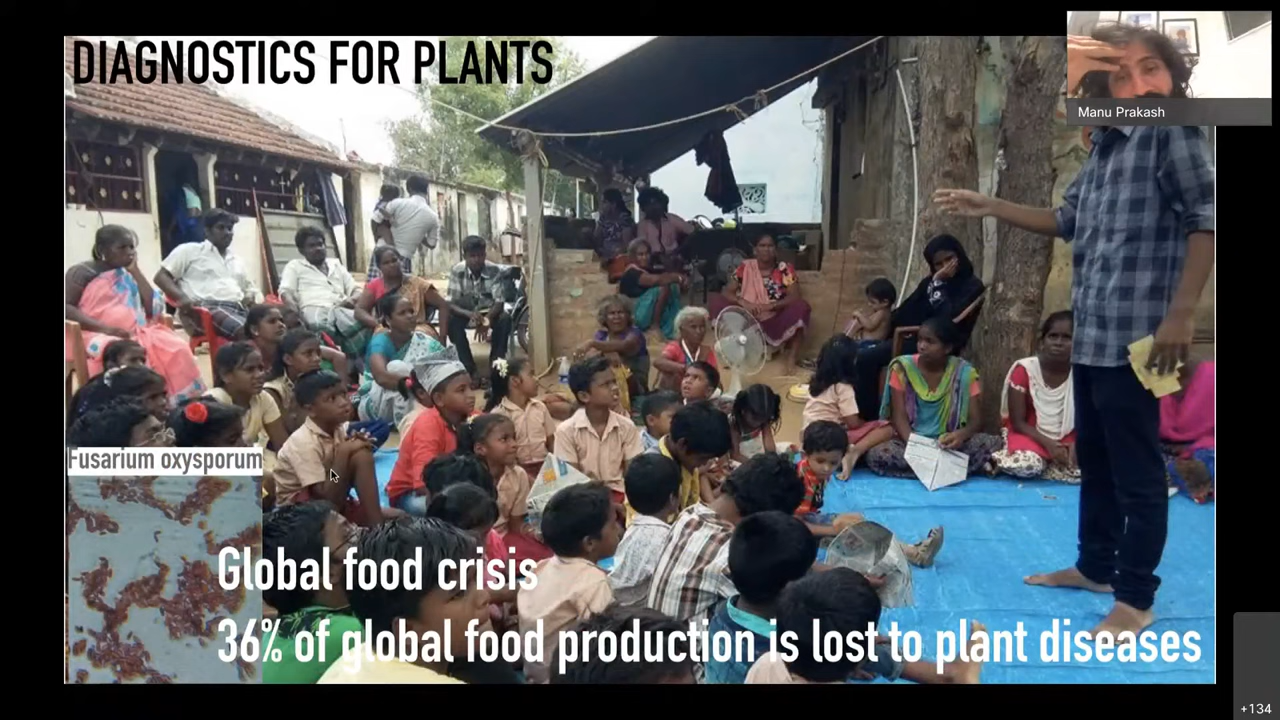 DIAGNOSTICS FOR PLANTS
Manu Prakash
Fusarium oxysporum
Global food crisis
36% of global food production is lost to plant diseases
+134